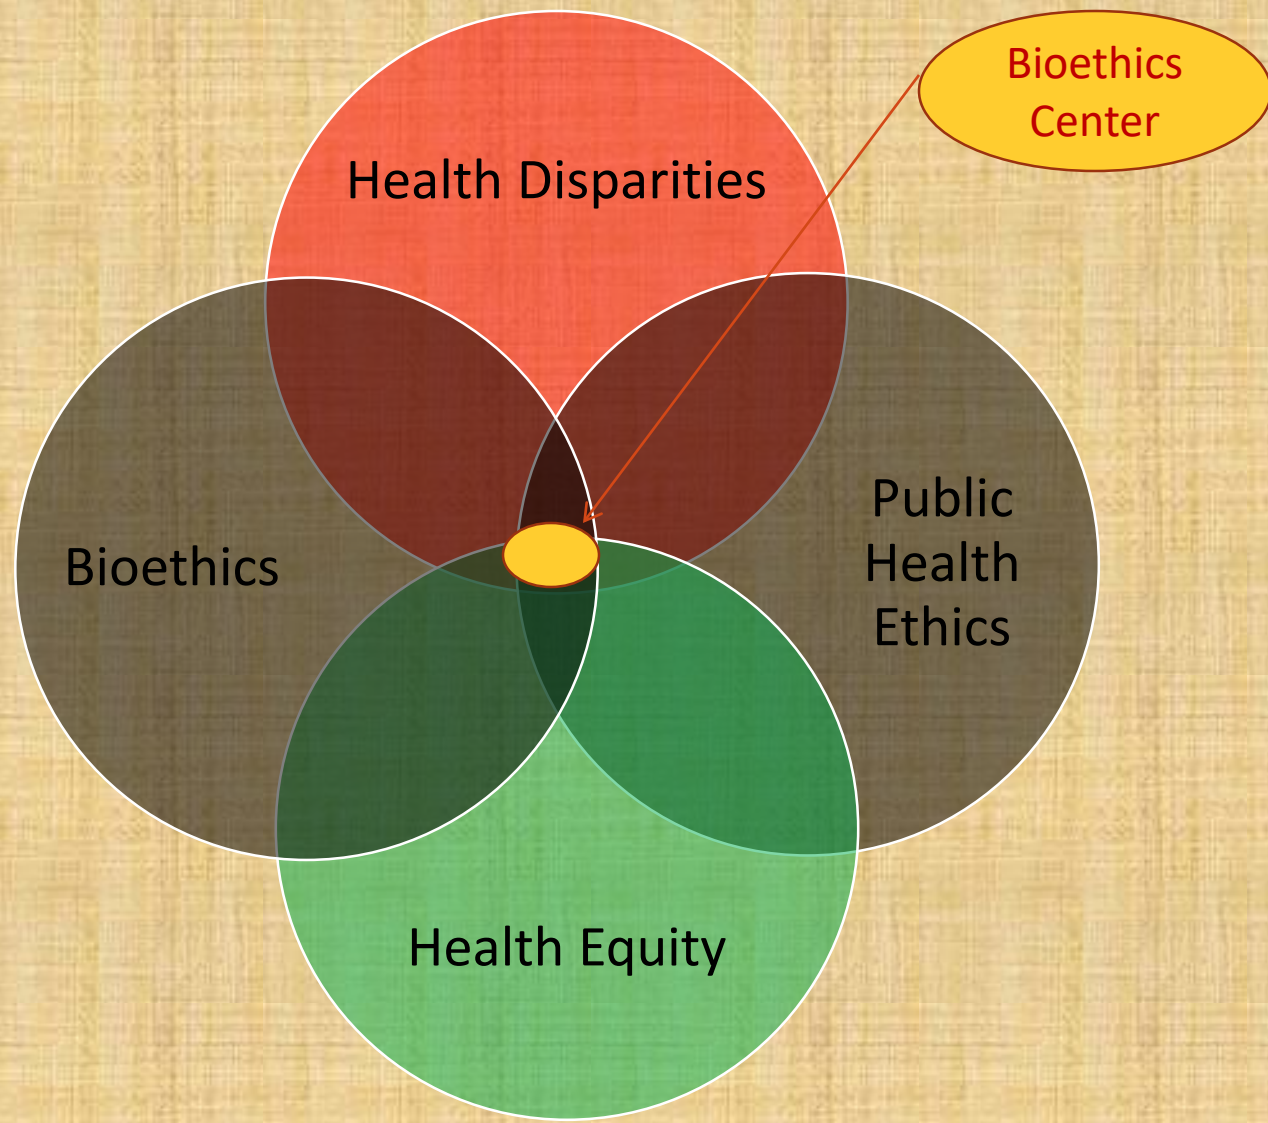 Bioethics
Center
Health Disparities
Public
Health
Ethics
Bioethics
Health Equity